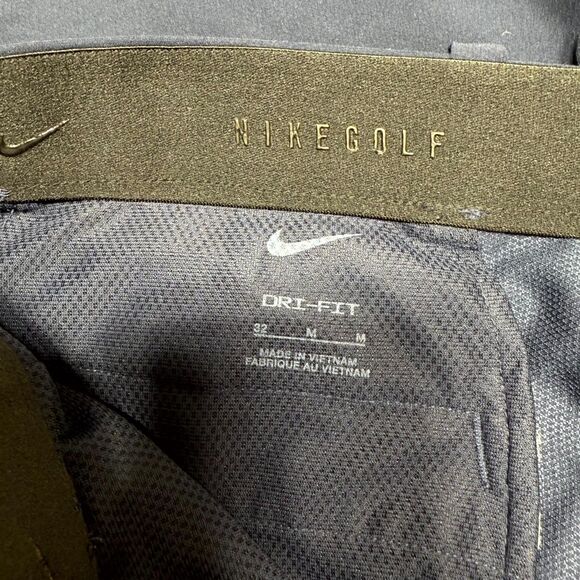 NIKEGOLF
DRI-FIT
32 M M
MADE IN VIETNAM
FABRIQUE AU VIETNAM